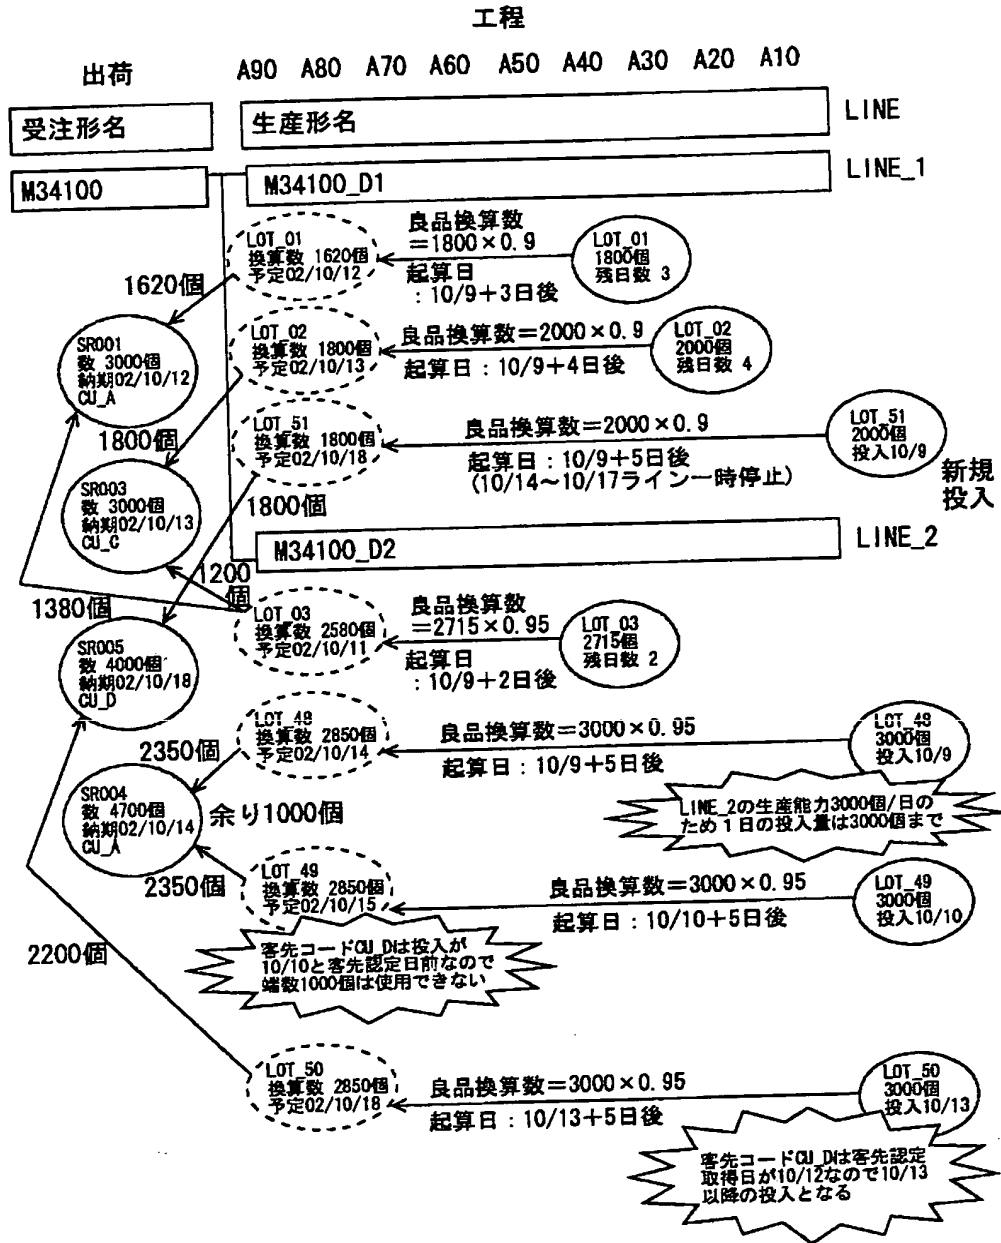 工程
出荷
A90 A80 A70 A60 A50 A40 A30 A20 A10
受注形名
生産形名
LINE
M34100
M34100_D1
LINE_1
LOT_01
換算数 1620個
予定02/10/12
良品換算数
=1800×0.9
起算日
:10/9+3日後
LOT_01
1800個
残日数 3
1620個
SR001
数 3000個
納期02/10/12
CU_A
LOT_02
換算数 1800個
予定02/10/13
良品換算数=2000×0.9
起算日:10/9+4日後
LOT_02
2000個
残日数 4
1800個
LOT_51
換算数 1800個
予定02/10/18
良品換算数=2000×0.9
起算日:10/9+5日後
(10/14~10/17ライン一時停止)
LOT_51
2000個
投入10/9
新規
投入
SR003
数 3000個
納期02/10/13
CU_C
1800個
M34100_D2
LINE_2
1200
個
1380個
LOT_03
換算数 2580個
予定02/10/11
良品換算数
=2715×0.95
起算日
:10/9+2日後
LOT_03
2715個
残日数 2
SR005
数 4000個
納期02/10/18
CU_D
LOT_48
換算数 2850個
予定02/10/14
良品換算数=3000×0.95
起算日:10/9+5日後
LOT_48
3000個
投入10/9
2350個
LINE_2の生産能力3000個/日の
ため1日の投入量は3000個まで
SR004
数 4700個
納期02/10/14
CU_A
余り1000個
2350個
LOT_49
換算数 2850個
予定02/10/15
良品換算数=3000×0.95
起算日:10/10+5日後
LOT_49
3000個
投入10/10
客先コードCU_Dは投入が
10/10と客先認定日前なので
端数1000個は使用できない
2200個
LOT_50
換算数 2850個
予定02/10/18
良品換算数=3000×0.95
起算日:10/13+5日後
LOT_50
3000個
投入10/13
客先コードCU_Dは客先認定
取得日が10/12なので10/13
以降の投入となる